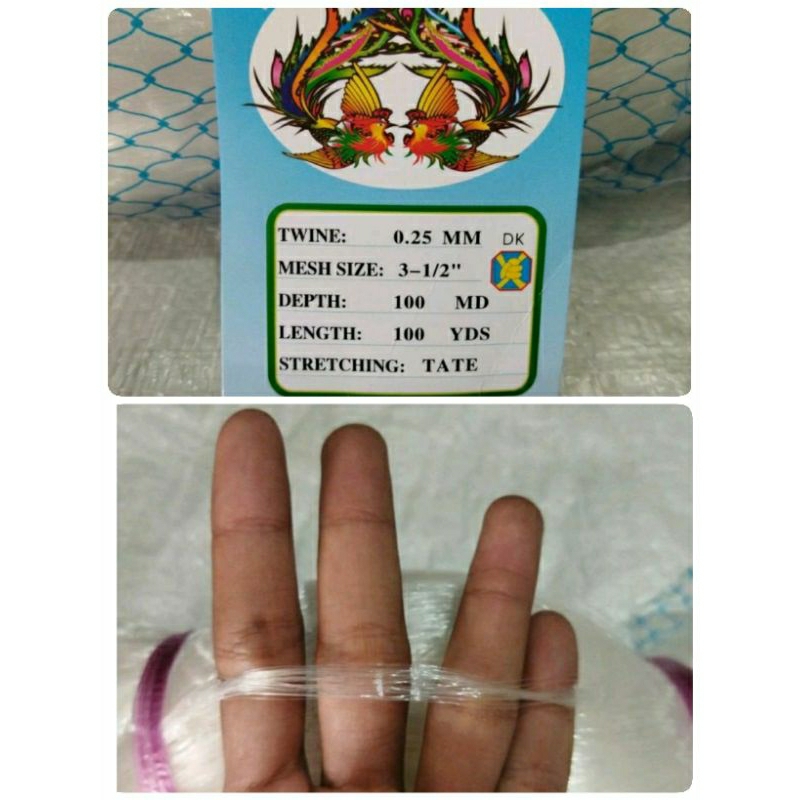 TWINE: 0.25 MM DK
MESH SIZE: 3-1/2"
DEPTH: 100 MD
LENGTH: 100 YDS
STRETCHING: TATE